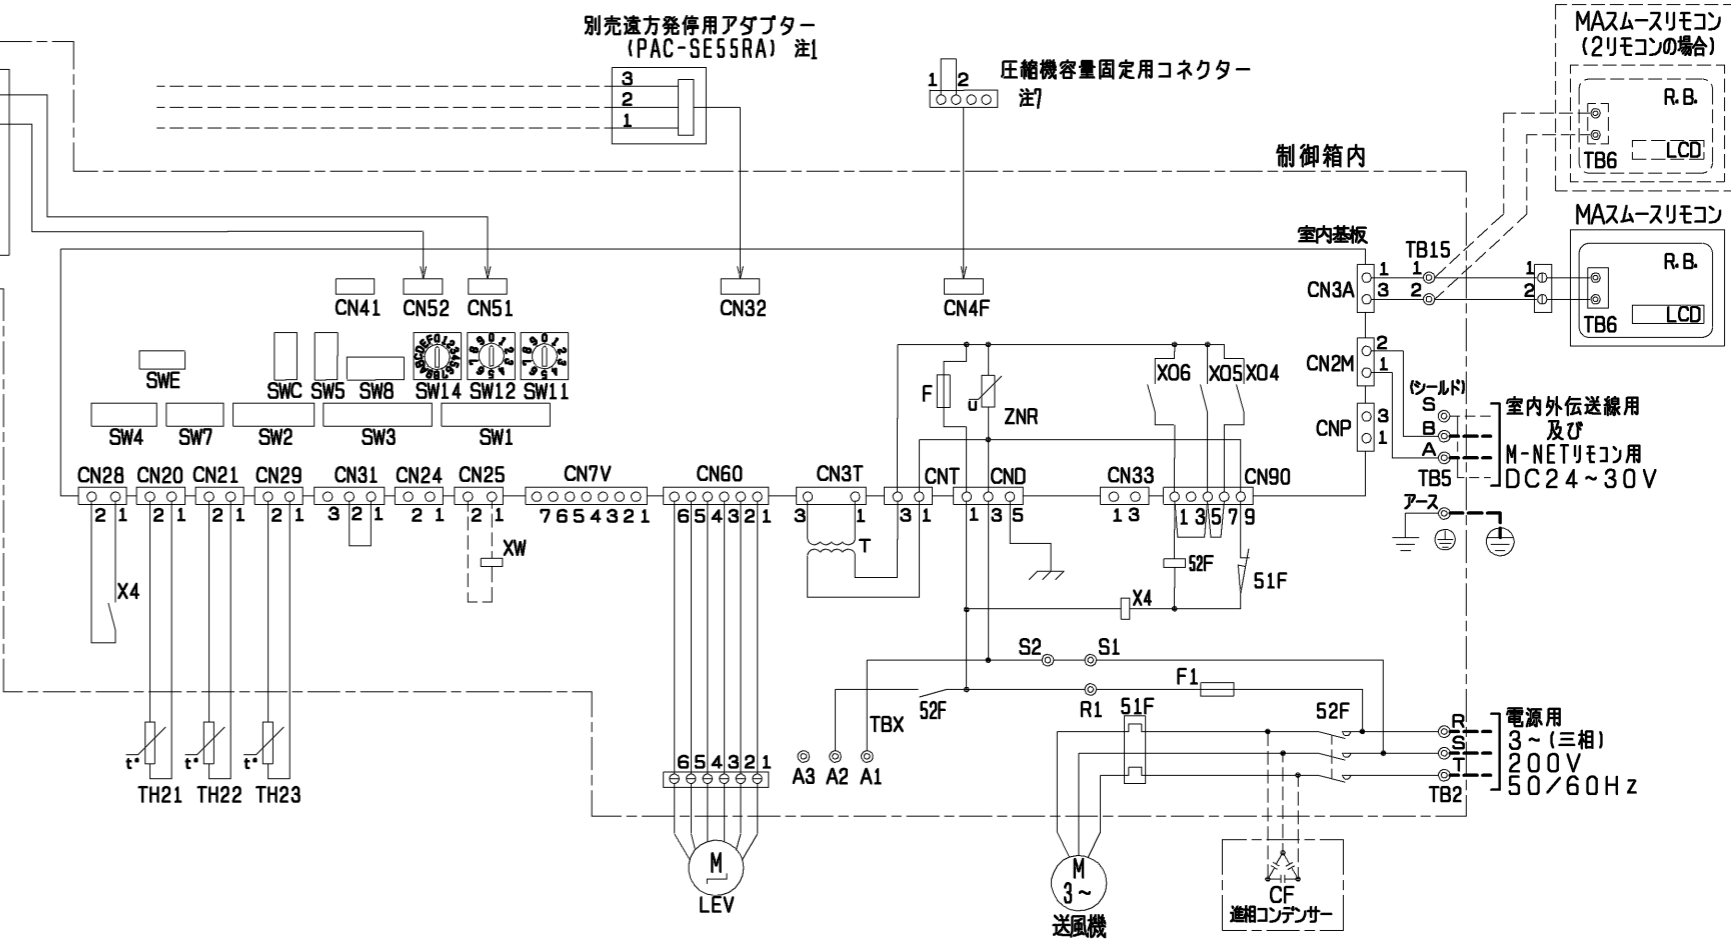 別売遠方発停用アダプター
(PAC-SE55RA) 注1
3
2
1
1 2
圧縮機容量固定用コネクター
注7
MAスムースリモコン
(2リモコンの場合)
R.B.
TB6
LCD
制御箱内
MAスムースリモコン
R.B.
TB6
LCD
室内基板
TB15
CN3A
1 1 1
3 2 2
CN41
CN52
CN51
CN32
CN4F
CN2M
2
1
CNP
3
1
SWE
SWC
SW5
SW8
SW14
SW12
SW11
SW4
SW7
SW2
SW3
SW1
F
u
ZNR
X06
X05
X04
(シールド)
S
B
A
TB5
室内外伝送線用
及び
M-NETリモコン用
DC24~30V
アース
CN28
CN20
CN21
CN29
CN31
CN24
CN25
CN7V
CN60
CN3T
CNT
CND
CN33
CN90
2 1
2 1
2 1
2 1
3 2 1
2 1
2 1
7 6 5 4 3 2 1
6 5 4 3 2 1
3 1
3 1
1 3 5
1 3
1 3 5 7 9
XW
T
52F
51F
X4
X4
S2
S1
F1
52F
R1
51F
52F
TBX
A3
A2
A1
R
S
T
TB2
電源用
3~(三相)
200V
50/60Hz
t°
t°
t°
TH21
TH22
TH23
6 5 4 3 2 1
M
LEV
M
3~
送風機
CF
進相コンデンサー